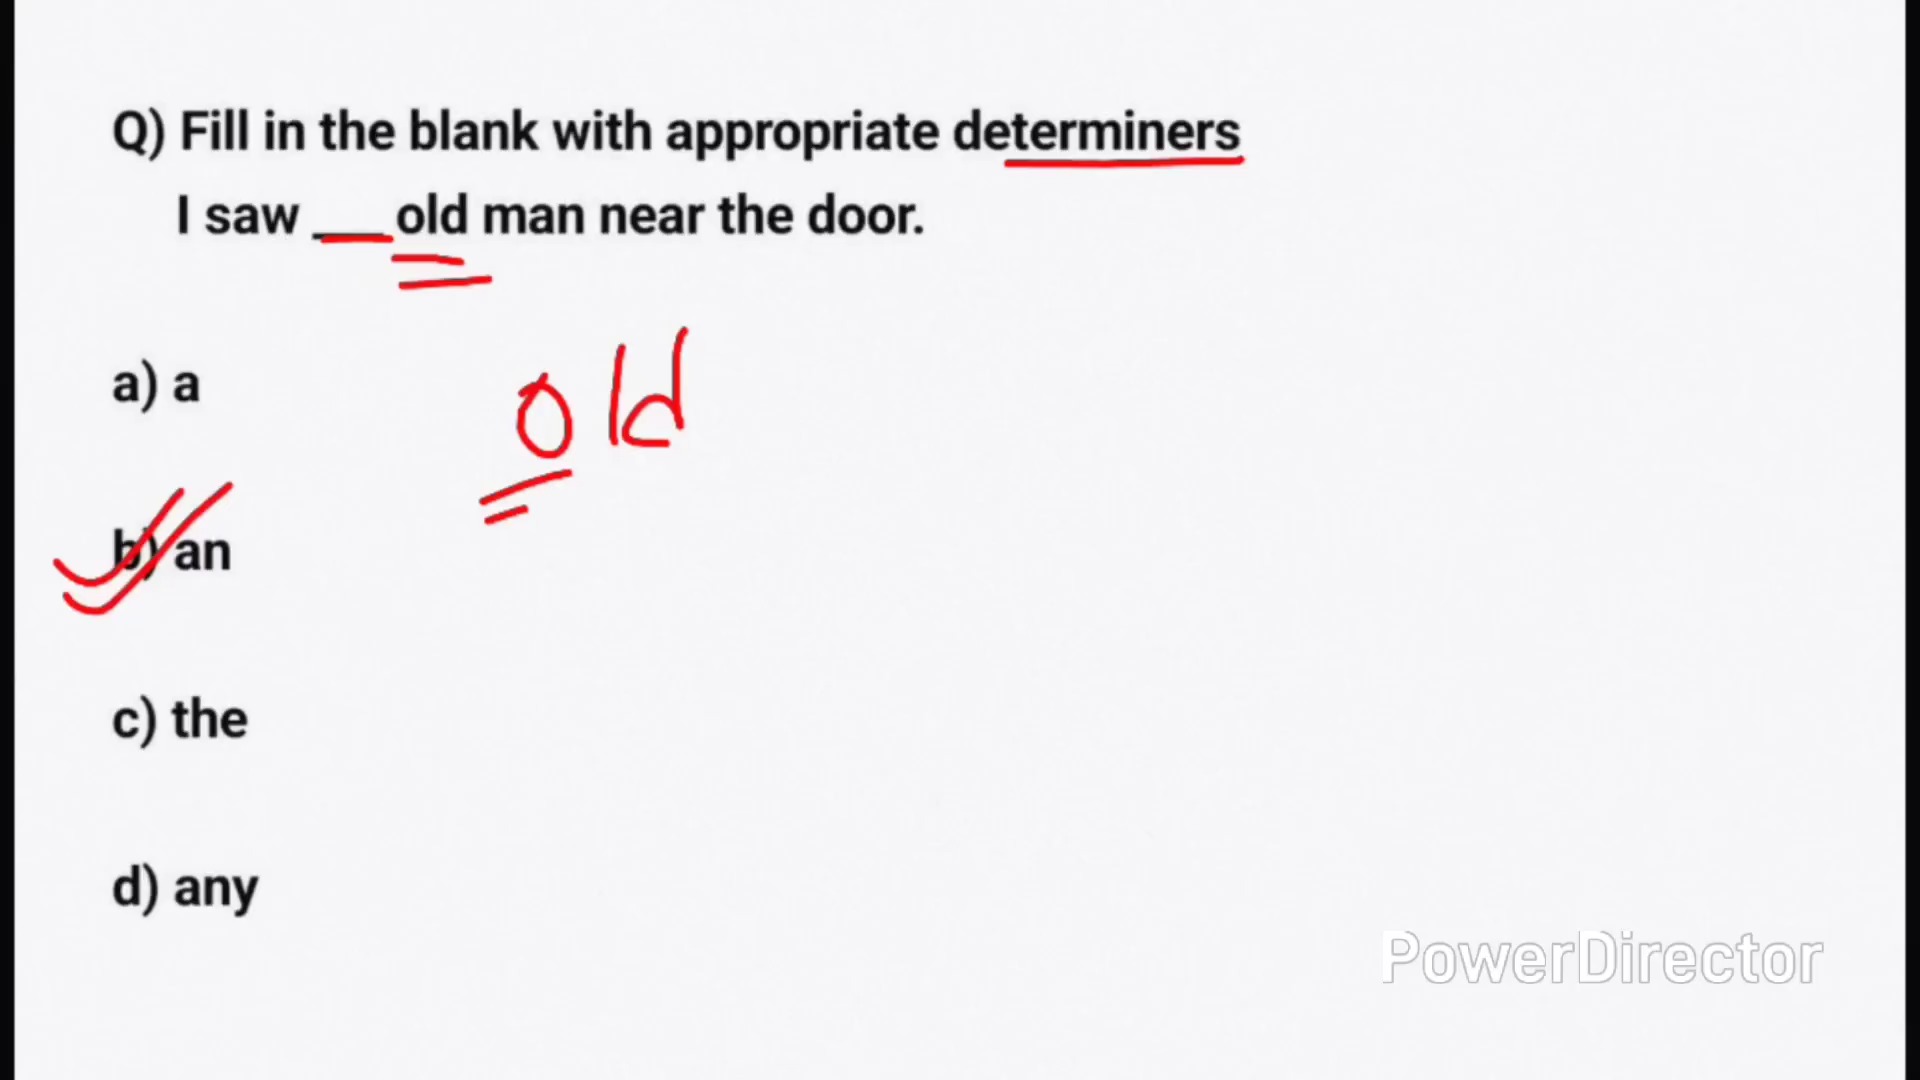 Q) Fill in the blank with appropriate determiners
I saw ___ old man near the door.
a) a
old
b) an
c) the
d) any
PowerDirector